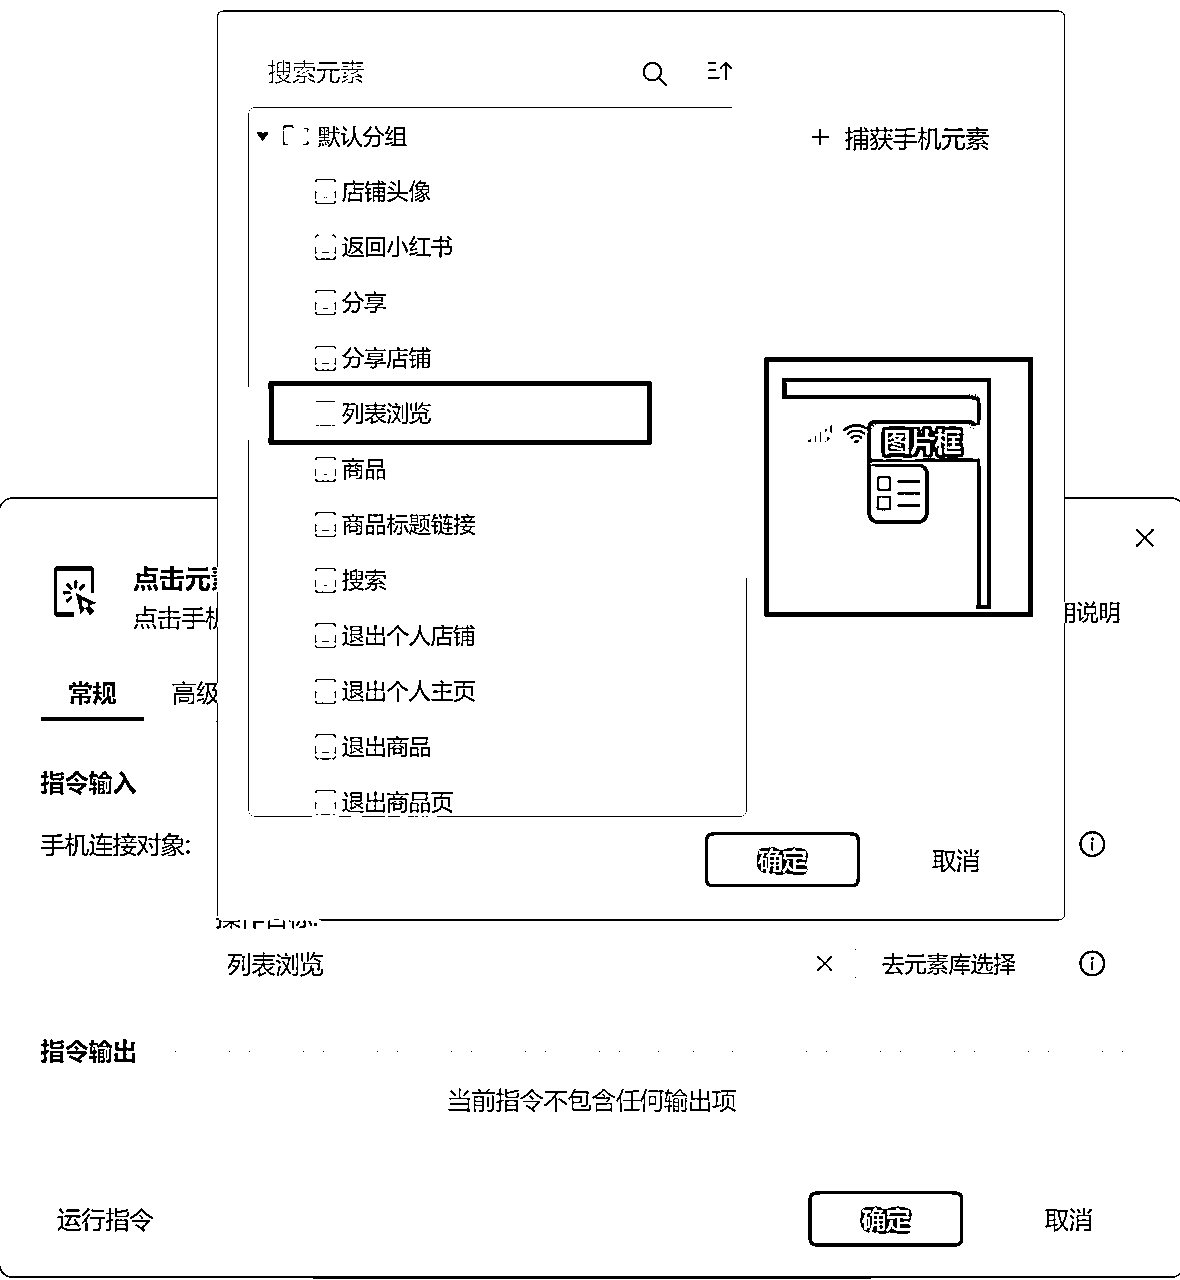 搜索元素
默认分组
捕获手机元素
店铺头像
返回小红书
分享
分享店铺
列表浏览
图片框
商品
商品标题链接
搜索
退出个人店铺
退出个人主页
退出商品
退出商品页
确定
取消
点击元素
点击手机
用说明
常规
高级
指令输入
手机连接对象:
操作目标:
列表浏览
去元素库选择
指令输出
当前指令不包含任何输出项
运行指令
确定
取消